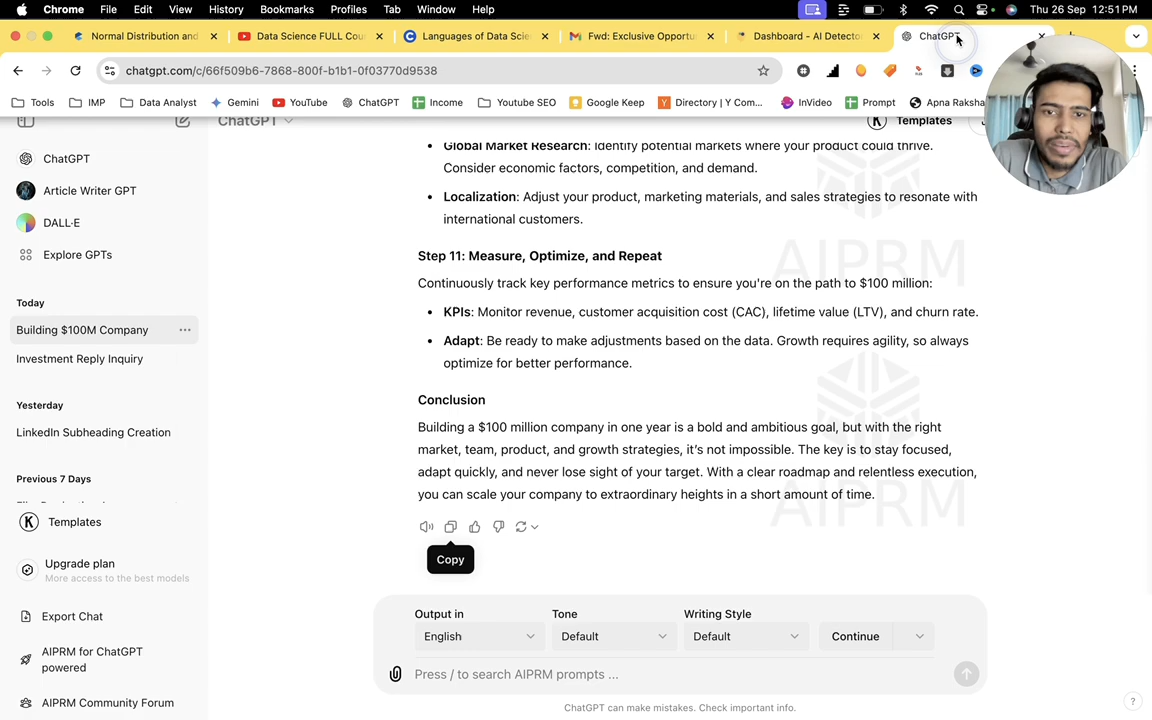 Chrome File Edit View History Bookmarks Profiles Tab Window Help Thu 26 Sep 12:51 PM
Normal Distribution and Data Science FULL Cou Languages of Data Scie Fwd: Exclusive Opportu Dashboard - AI Detector ChatGPT
chatgpt.com/c/66f509b6-7868-800f-b1b1-0f03770d9538
Tools IMP Data Analyst Gemini YouTube ChatGPT Income Youtube SEO Google Keep Directory | Y Com... InVideo Prompt Apna Raksha
ChatGPT
Templates
ChatGPT
Article Writer GPT
DALL·E
Explore GPTs
Today
Building $100M Company
Investment Reply Inquiry
Yesterday
LinkedIn Subheading Creation
Previous 7 Days
Templates
Upgrade plan
More access to the best models
Export Chat
AIPRM for ChatGPT
powered
AIPRM Community Forum
• Global Market Research: Identify potential markets where your product could thrive.
Consider economic factors, competition, and demand.
• Localization: Adjust your product, marketing materials, and sales strategies to resonate with
international customers.
Step 11: Measure, Optimize, and Repeat
Continuously track key performance metrics to ensure you're on the path to $100 million:
• KPIs: Monitor revenue, customer acquisition cost (CAC), lifetime value (LTV), and churn rate.
• Adapt: Be ready to make adjustments based on the data. Growth requires agility, so always
optimize for better performance.
Conclusion
Building a $100 million company in one year is a bold and ambitious goal, but with the right
market, team, product, and growth strategies, it's not impossible. The key is to stay focused,
adapt quickly, and never lose sight of your target. With a clear roadmap and relentless execution,
you can scale your company to extraordinary heights in a short amount of time.
AIPRM
AIPRM
Copy
Output in Tone Writing Style
English Default Default Continue
Press / to search AIPRM prompts ...
ChatGPT can make mistakes. Check important info.
?